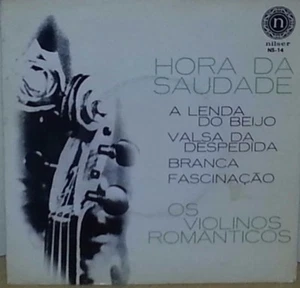 n
nilser
NS-14
HORA DA
SAUDADE
A LENDA
DO BEIJO
VALSA DA
DESPEDIDA
BRANCA
FASCINAÇÃO
OS
VIOLINOS
ROMÂNTICOS